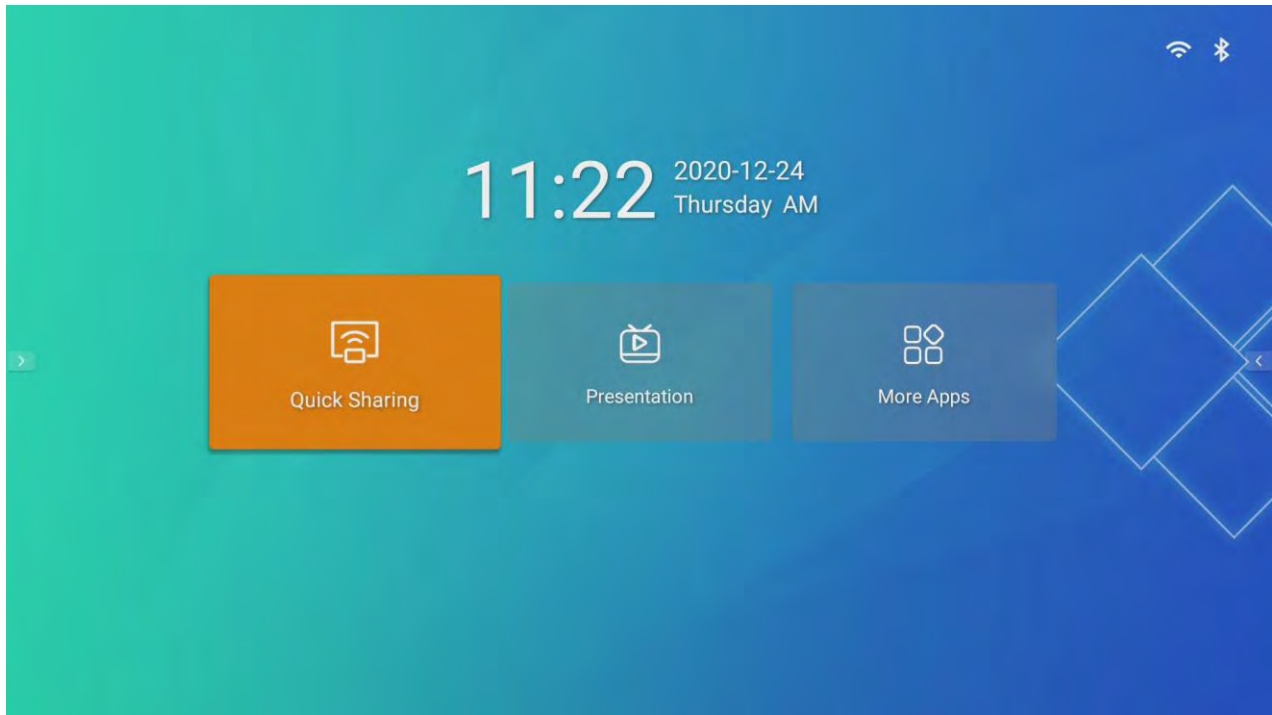 11:22
2020-12-24
Thursday AM
Quick Sharing
Presentation
More Apps